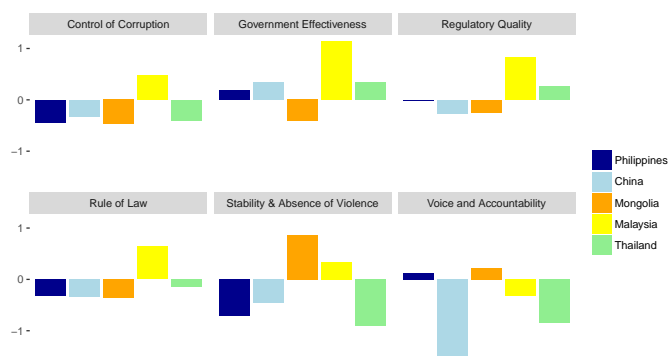 Control of Corruption
Government Effectiveness
Regulatory Quality
1
0
−1
Rule of Law
Stability & Absence of Violence
Voice and Accountability
1
0
−1
Philippines
China
Mongolia
Malaysia
Thailand